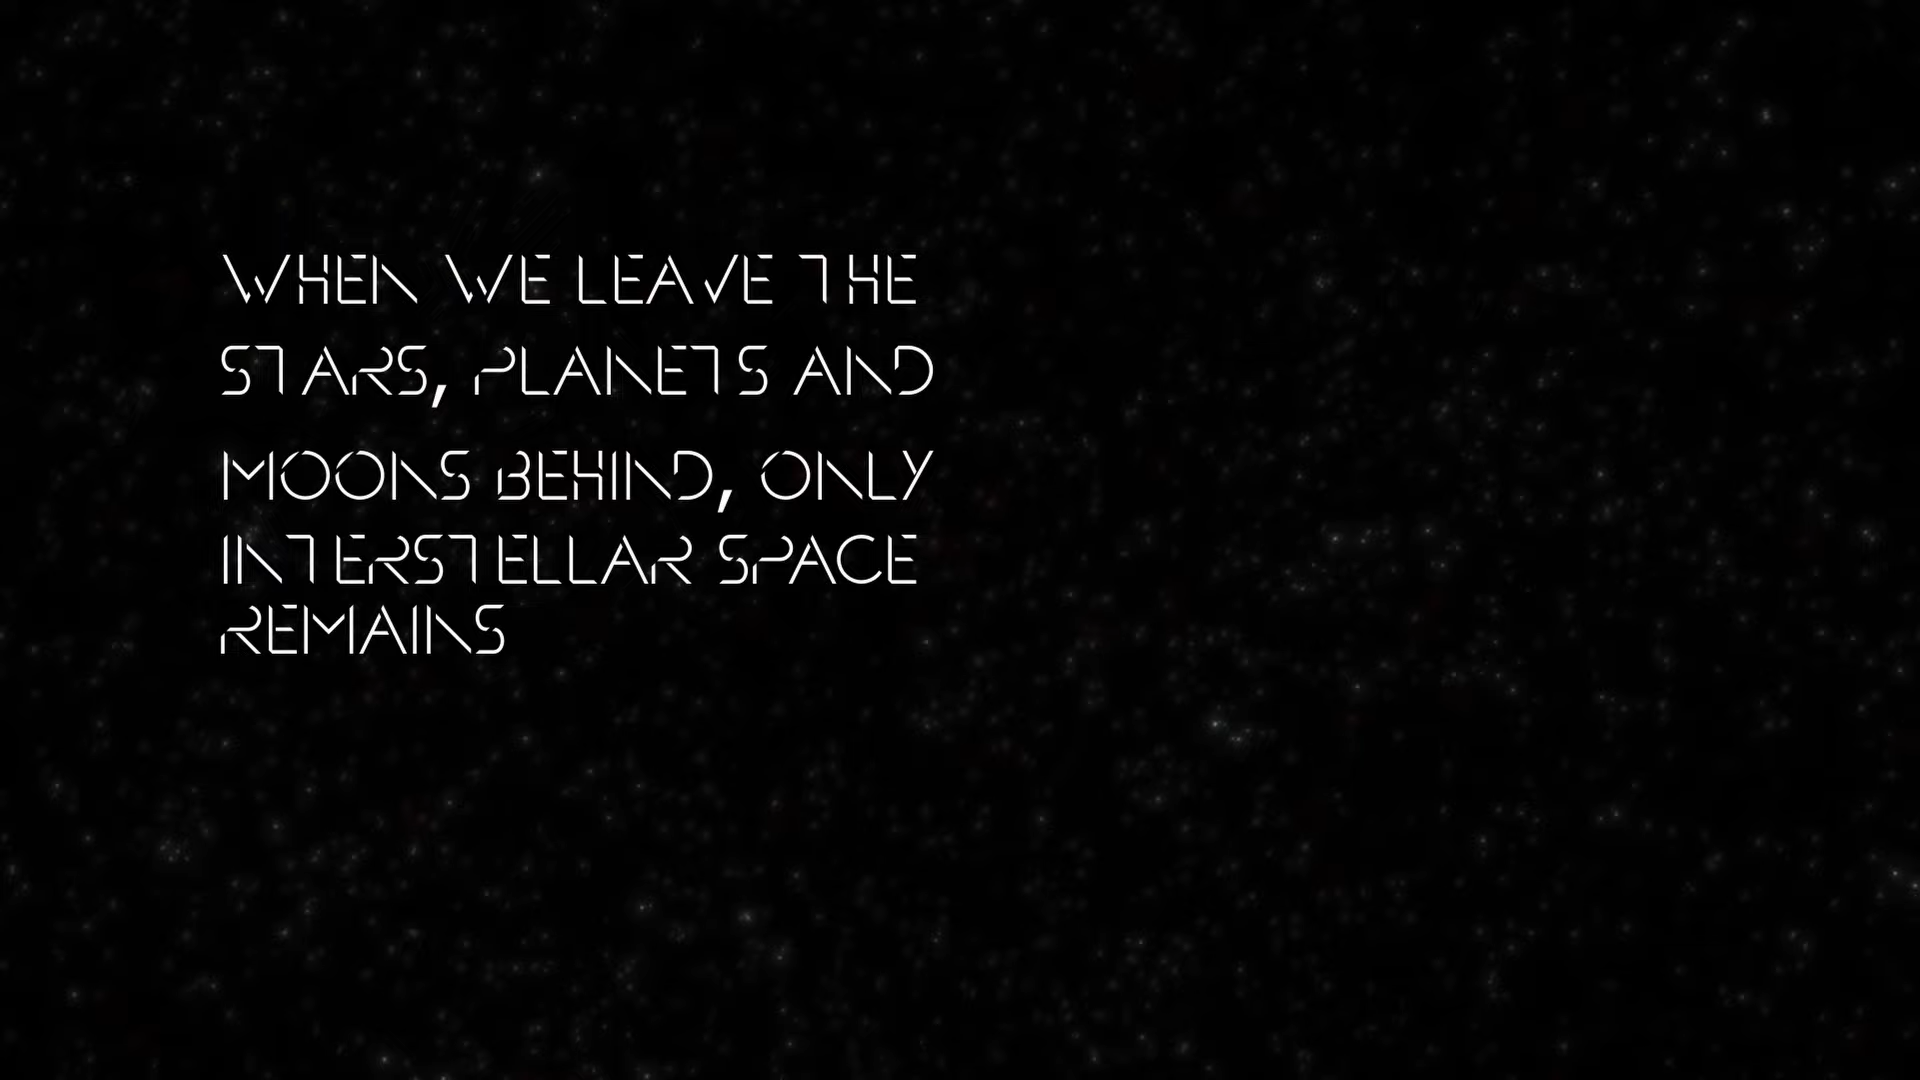 WHEN WE LEAVE THE
STARS, PLANETS AND
MOONS BEHIND, ONLY
INTERSTELLAR SPACE
REMAINS